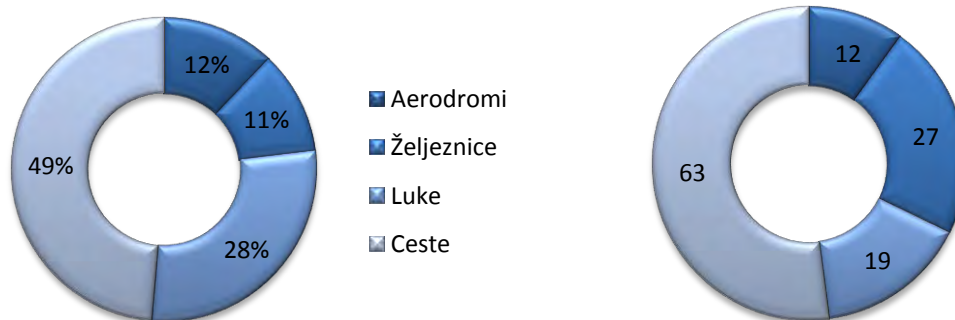 12%
11%
28%
49%
Aerodromi
Željeznice
Luke
Ceste
12
27
19
63